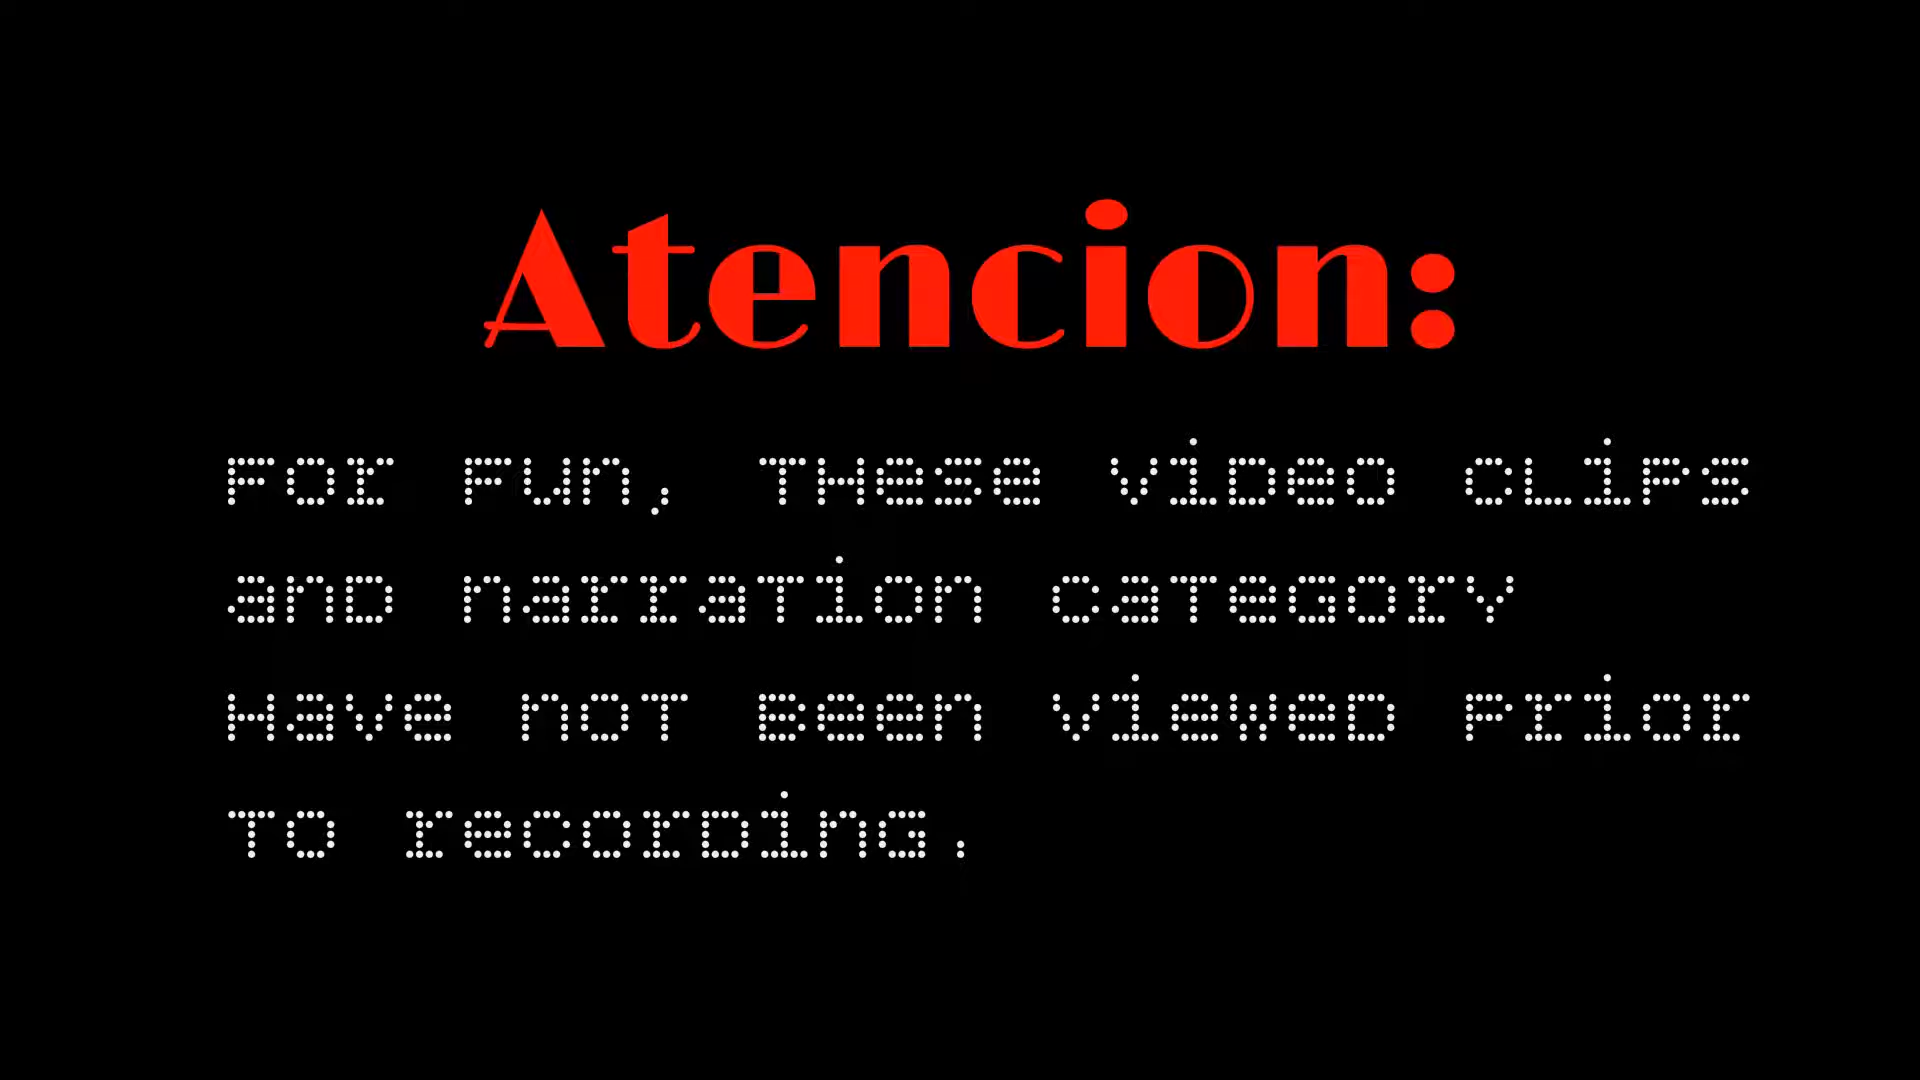 Atencion:
For Fun, These video clips
and narration category
Have not been viewed prior
to recording.